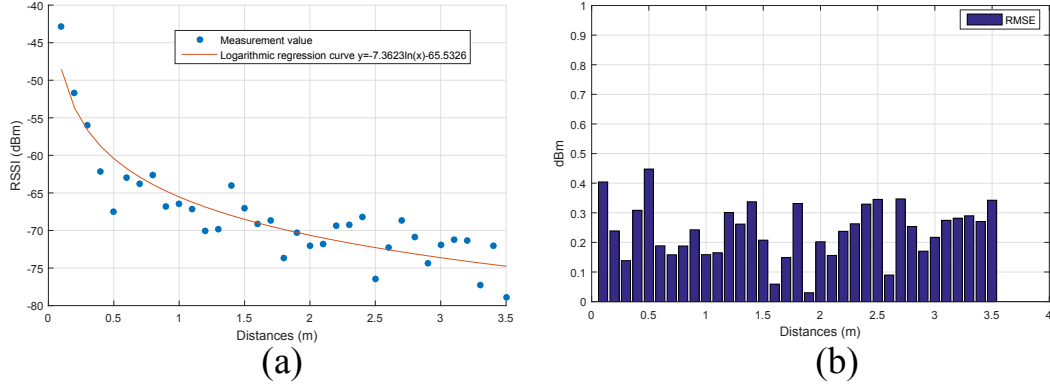 -40
-45
-50
-55
-60
-65
-70
-75
-80
RSSI (dBm)
Measurement value
Logarithmic regression curve y=-7.3623ln(x)-65.5326
0 0.5 1 1.5 2 2.5 3 3.5
Distances (m)
(a)
1
0.9
0.8
0.7
0.6
0.5
0.4
0.3
0.2
0.1
0
dBm
RMSE
0 0.5 1 1.5 2 2.5 3 3.5 4
Distances (m)
(b)